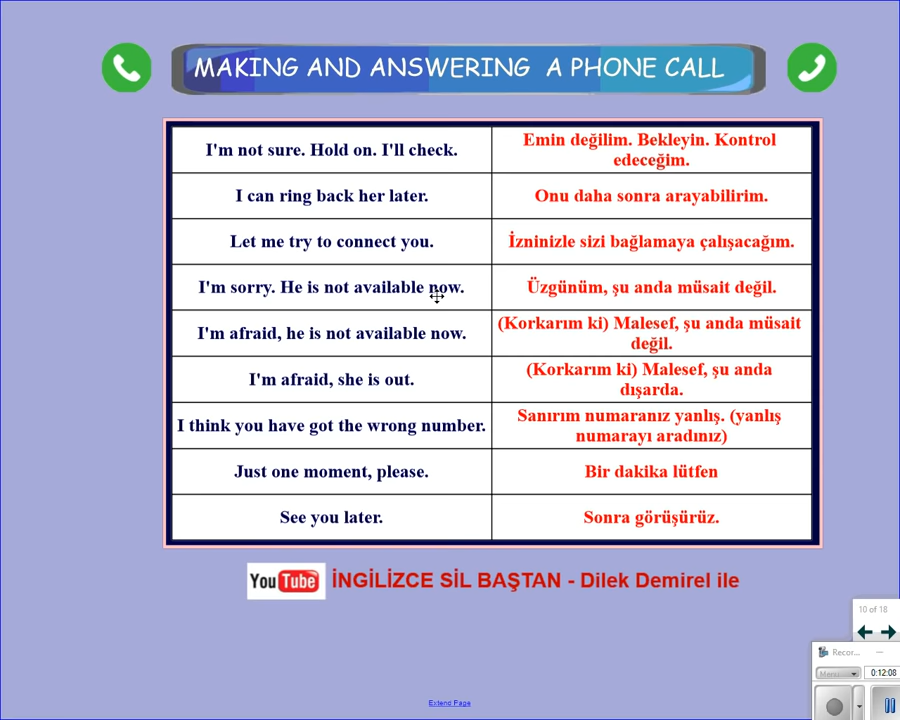 MAKING AND ANSWERING A PHONE CALL
I'm not sure. Hold on. I'll check.
Emin değilim. Bekleyin. Kontrol
edeceğim.
I can ring back her later.
Onu daha sonra arayabilirim.
Let me try to connect you.
İzninizle sizi bağlamaya çalışacağım.
I'm sorry. He is not available now.
Üzgünüm, şu anda müsait değil.
I'm afraid, he is not available now.
(Korkarım ki) Malesef, şu anda müsait
değil.
I'm afraid, she is out.
(Korkarım ki) Malesef, şu anda
dışarda.
I think you have got the wrong number.
Sanırım numaranız yanlış. (yanlış
numarayı aradınız)
Just one moment, please.
Bir dakika lütfen
See you later.
Sonra görüşürüz.
YouTube İNGİLİZCE SİL BAŞTAN - Dilek Demirel ile
10 of 18
Recor...
Menu
0:12:08
Extend Page